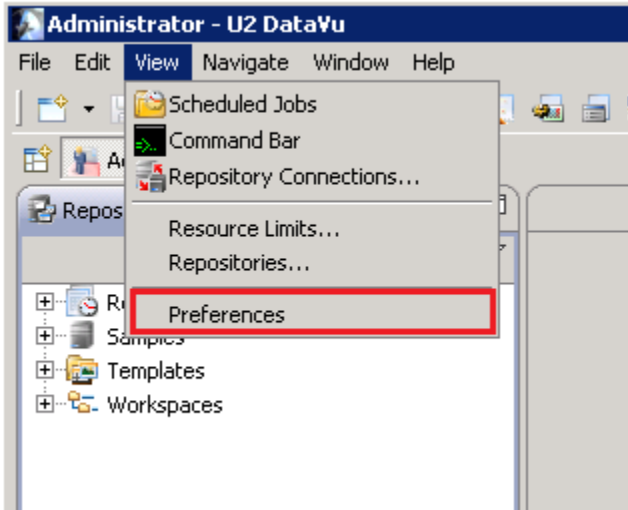 Administrator - U2 DataVu
File Edit View Navigate Window Help
Scheduled Jobs
Command Bar
Repository Connections...
Resource Limits...
Repositories...
Preferences
Samples
Templates
Workspaces